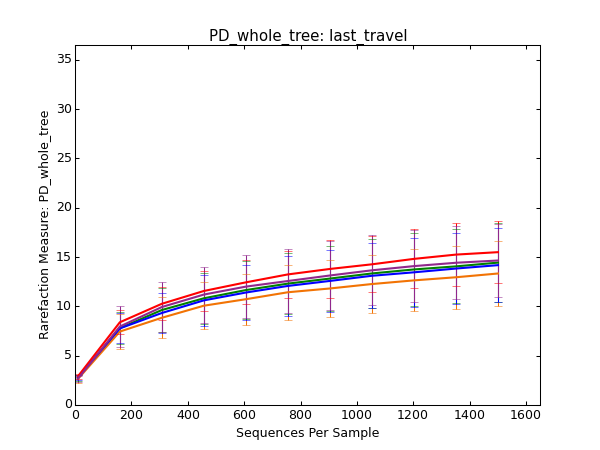 PD_whole_tree: last_travel
35
30
25
20
15
10
5
0
Rarefaction Measure: PD_whole_tree
0 200 400 600 800 1000 1200 1400 1600
Sequences Per Sample